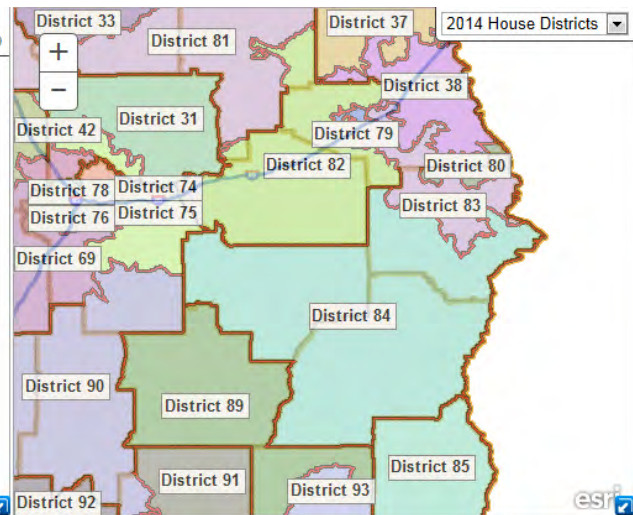 District 33
District 37
2014 House Districts
+
District 81
−
District 38
District 42
District 31
District 79
District 82
District 80
District 78
District 74
District 83
District 76
District 75
District 69
District 84
District 90
District 89
District 85
District 91
District 93
District 92
esri